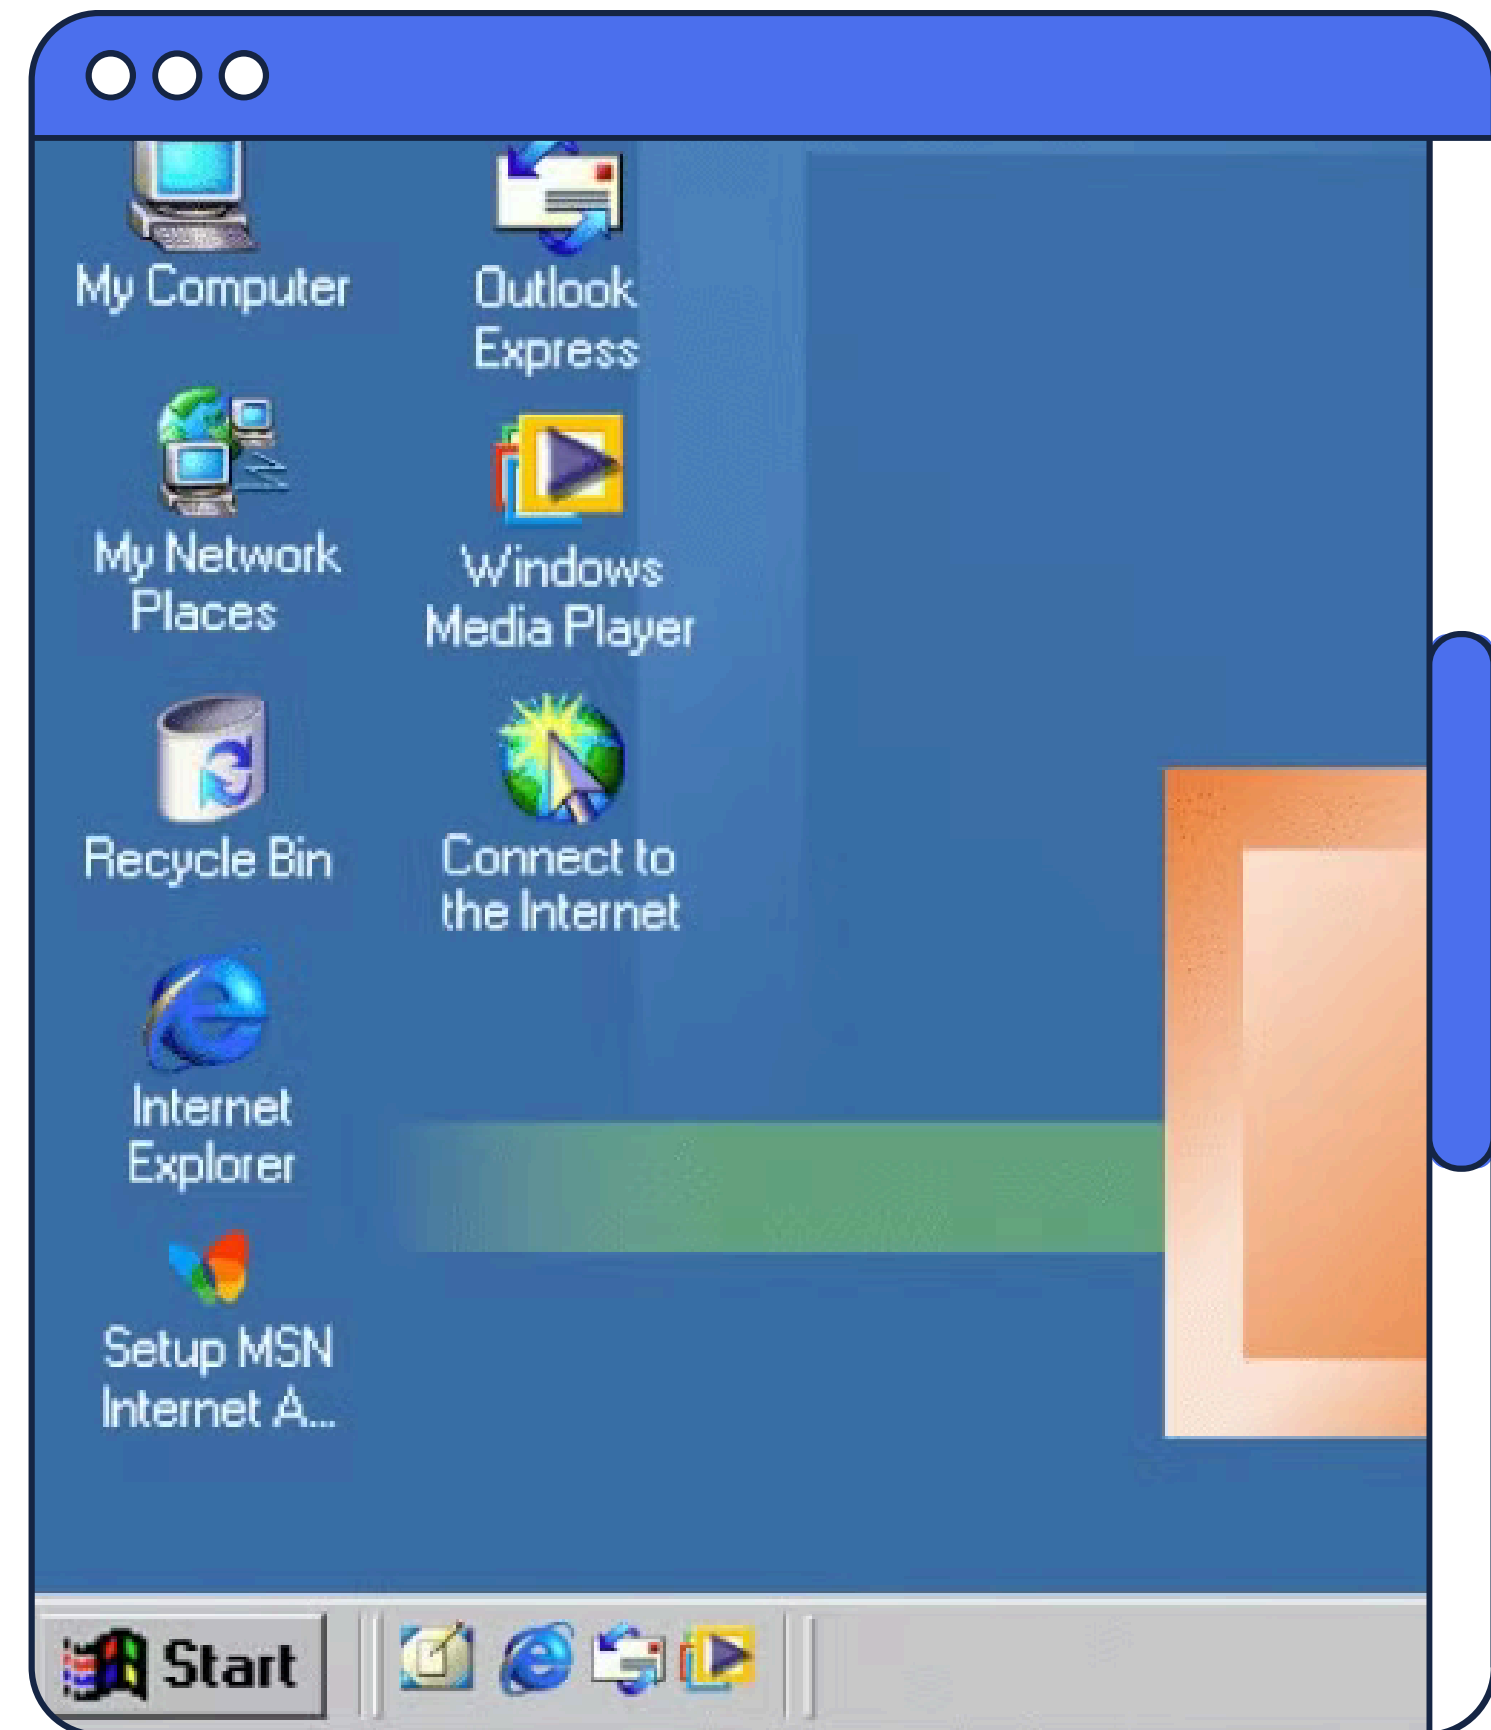 My Computer
My Network
Places
Recycle Bin
Internet
Explorer
Setup MSN
Internet A...
Outlook
Express
Windows
Media Player
Connect to
the Internet
Start